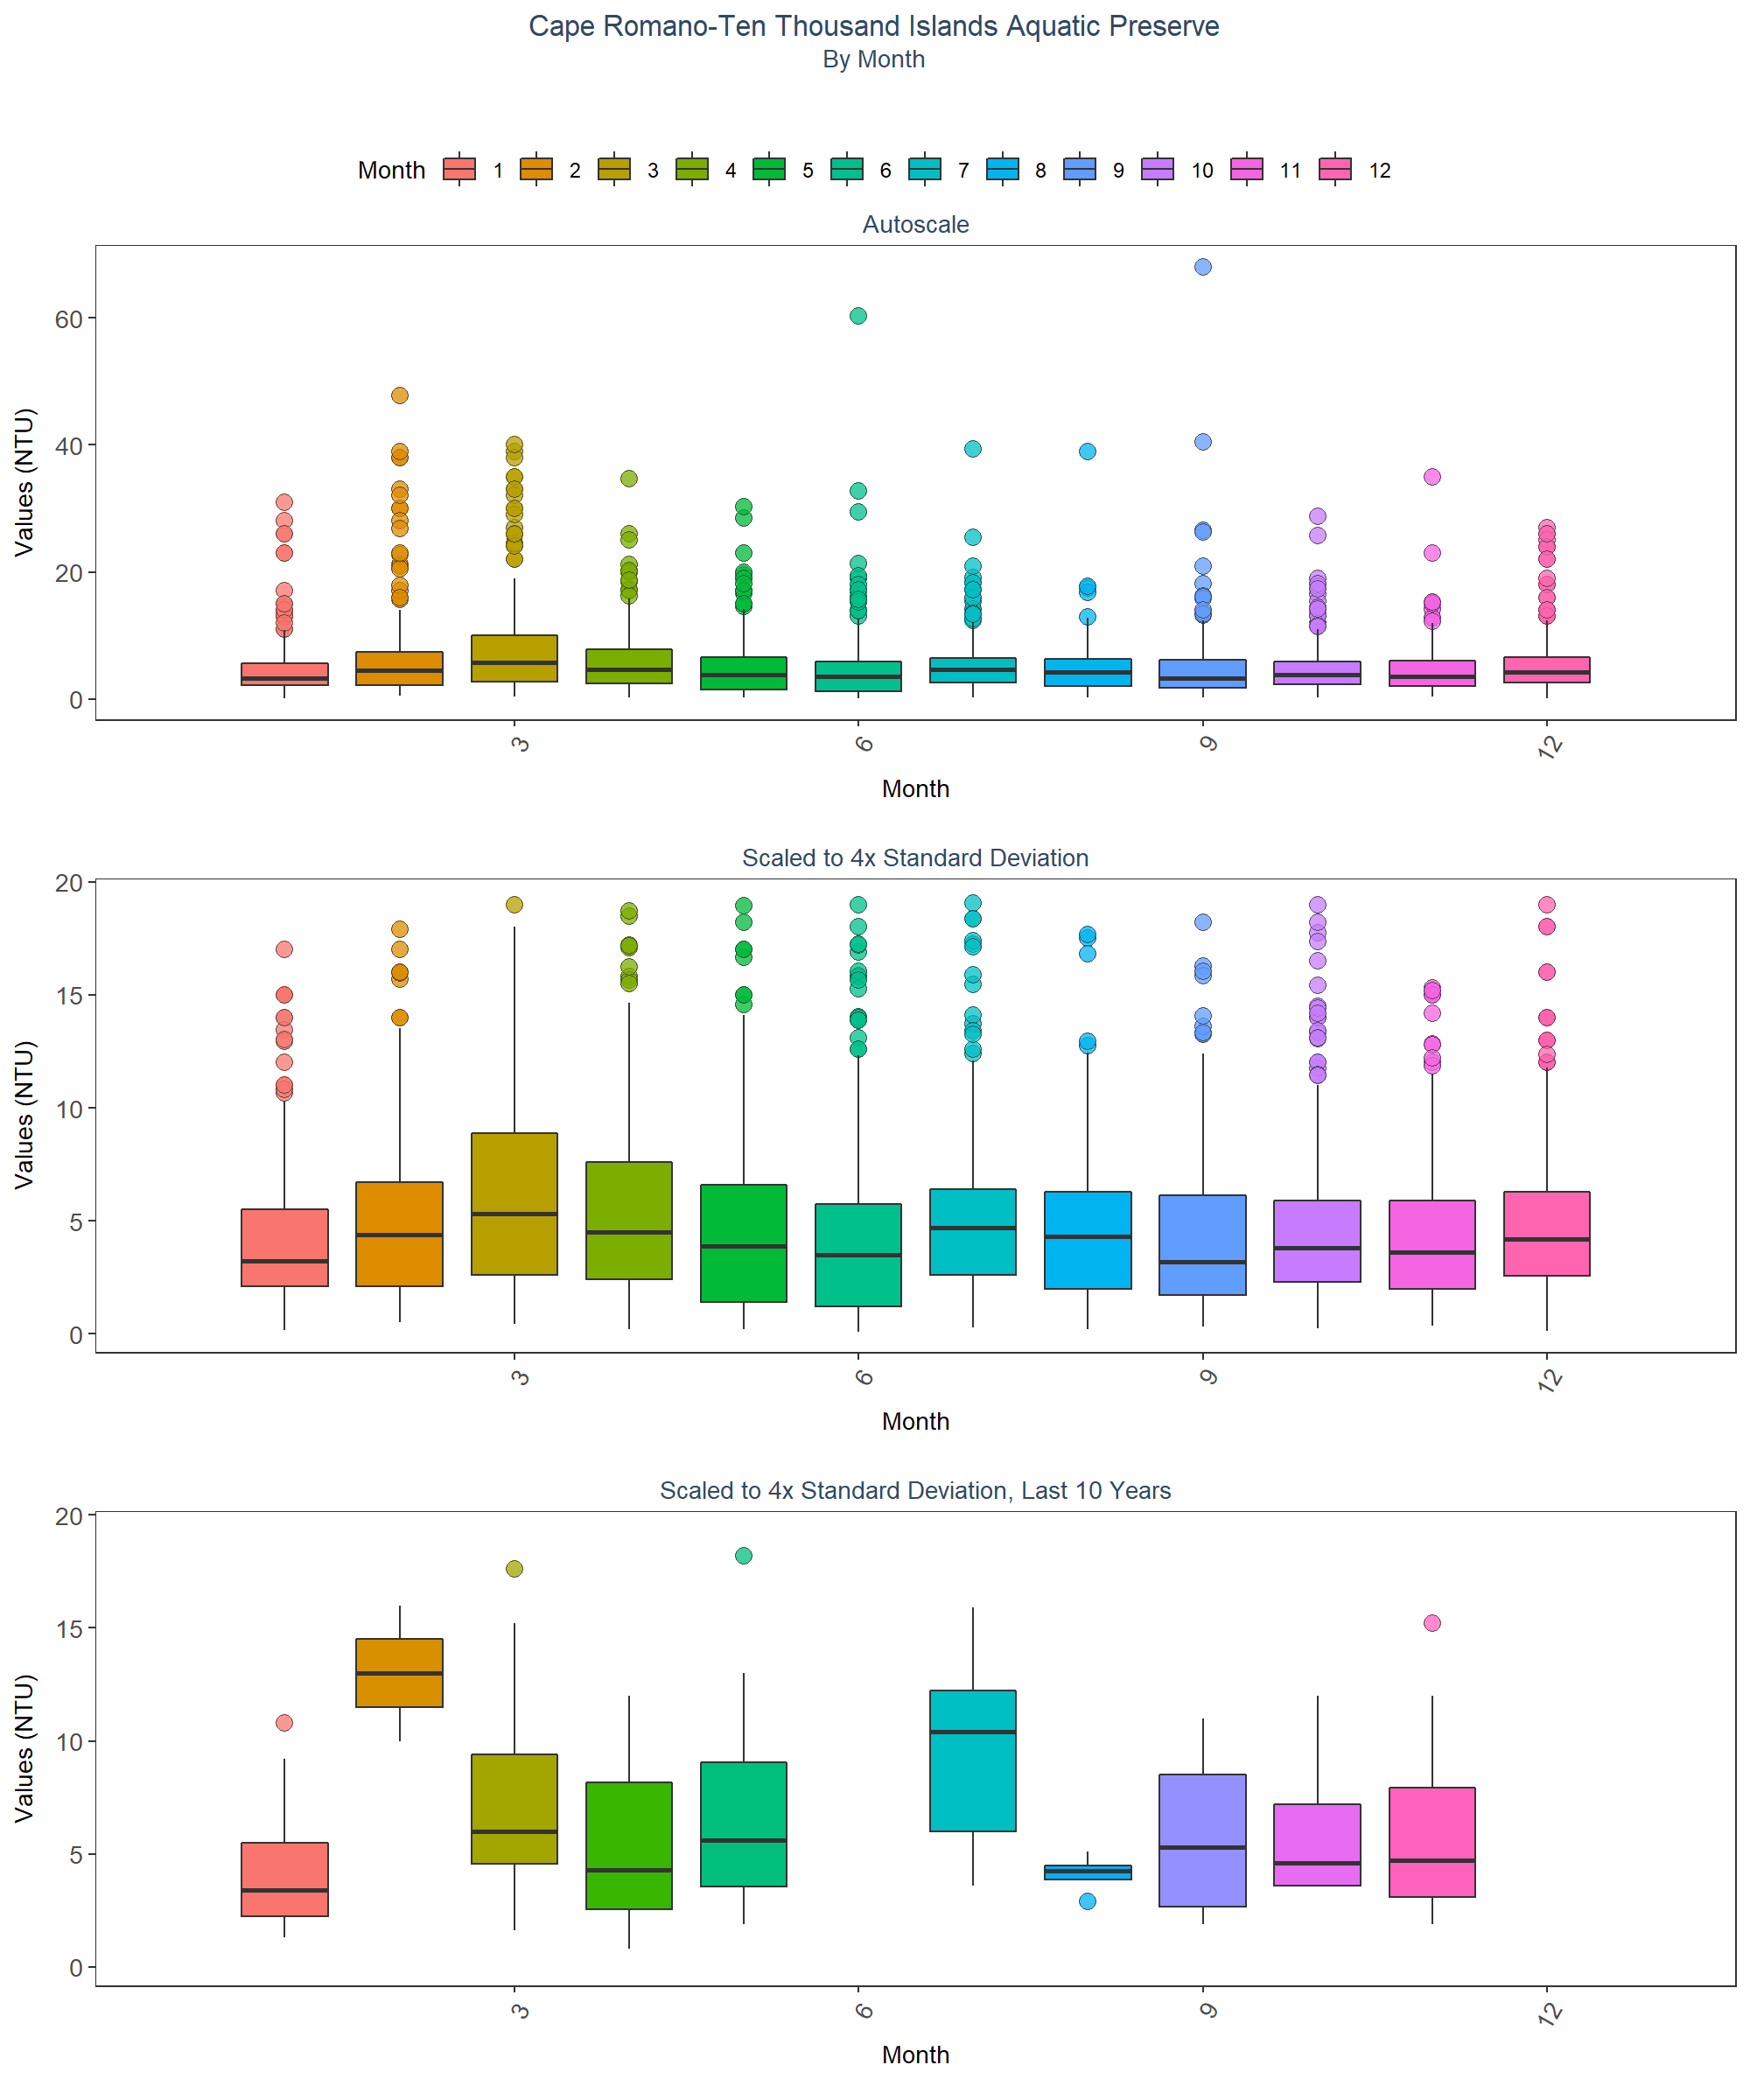 Cape Romano-Ten Thousand Islands Aquatic Preserve
By Month
Month 1 2 3 4 5 6 7 8 9 10 11 12
Autoscale
Values (NTU)
60
40
20
0
3 6 9 12
Month
Scaled to 4x Standard Deviation
Values (NTU)
20
15
10
5
0
3 6 9 12
Month
Scaled to 4x Standard Deviation, Last 10 Years
Values (NTU)
20
15
10
5
0
3 6 9 12
Month